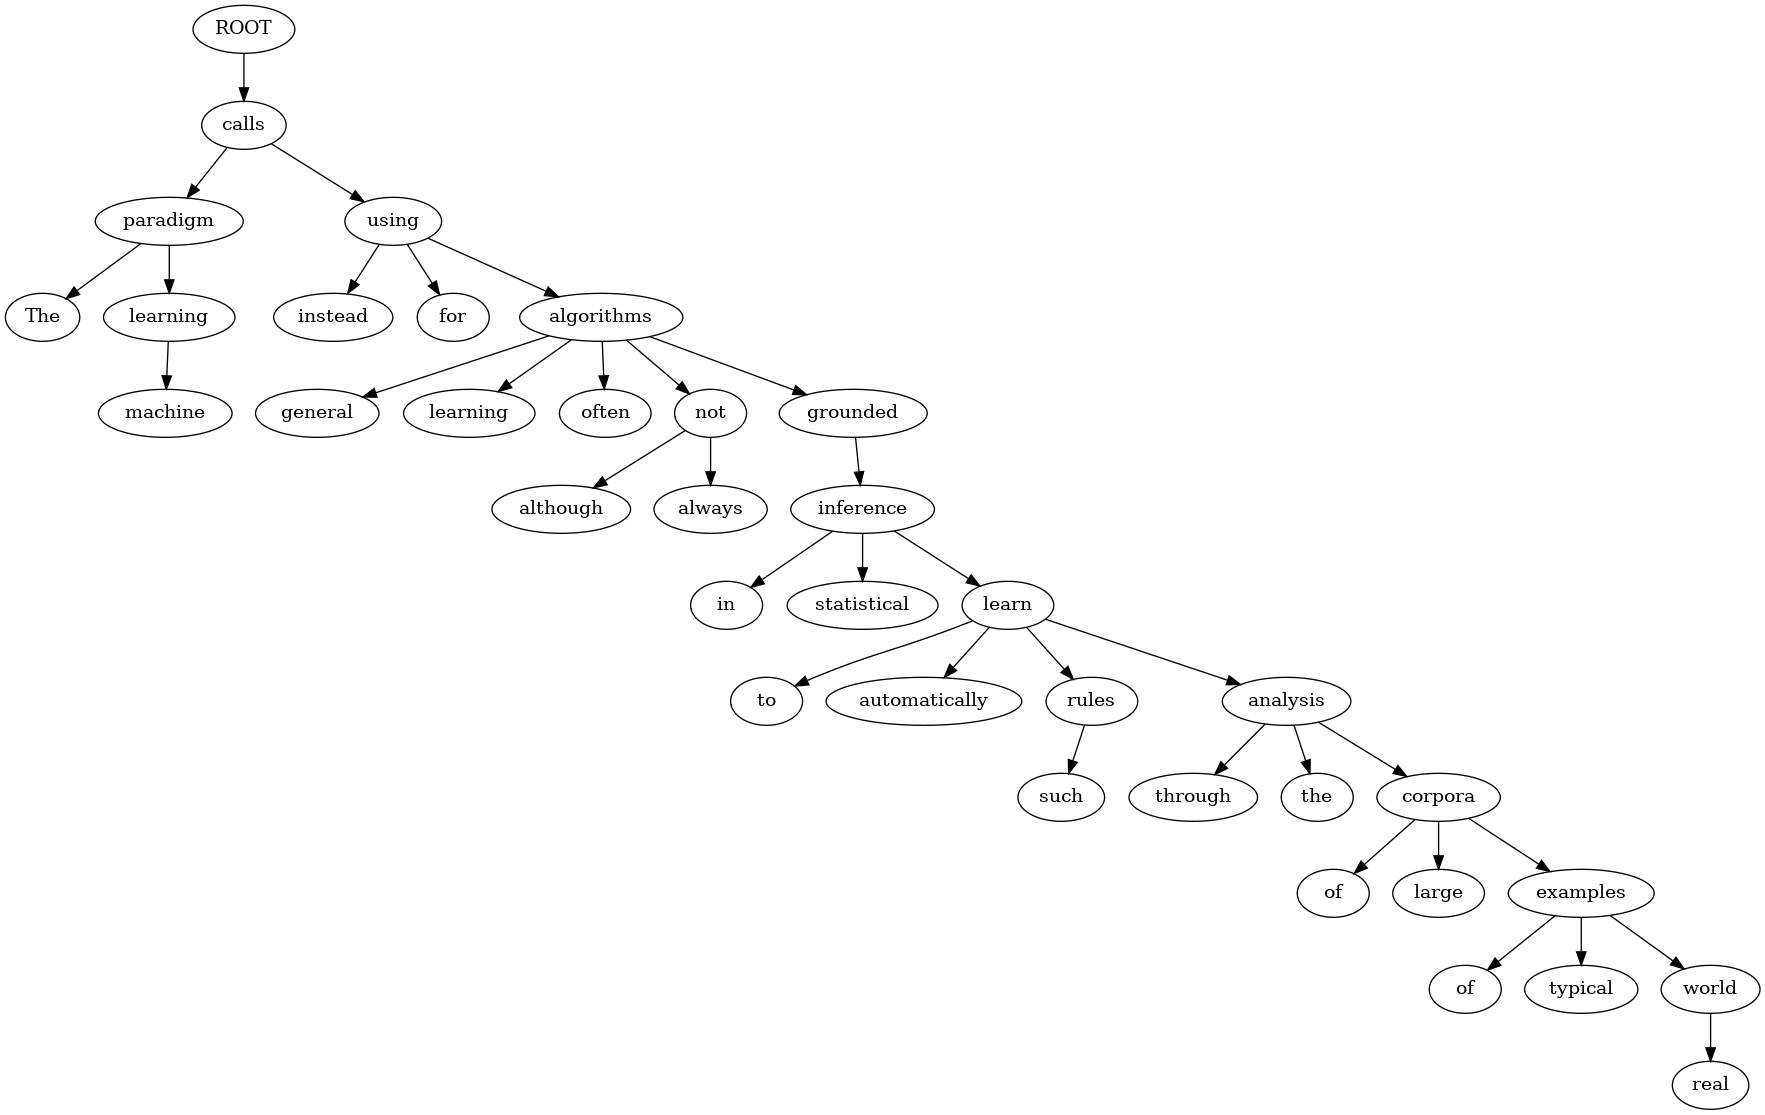 ROOT
calls
paradigm using
The learning instead for algorithms
machine general learning often not grounded
although always inference
in statistical learn
to automatically rules analysis
such through the corpora
of large examples
of typical world
real